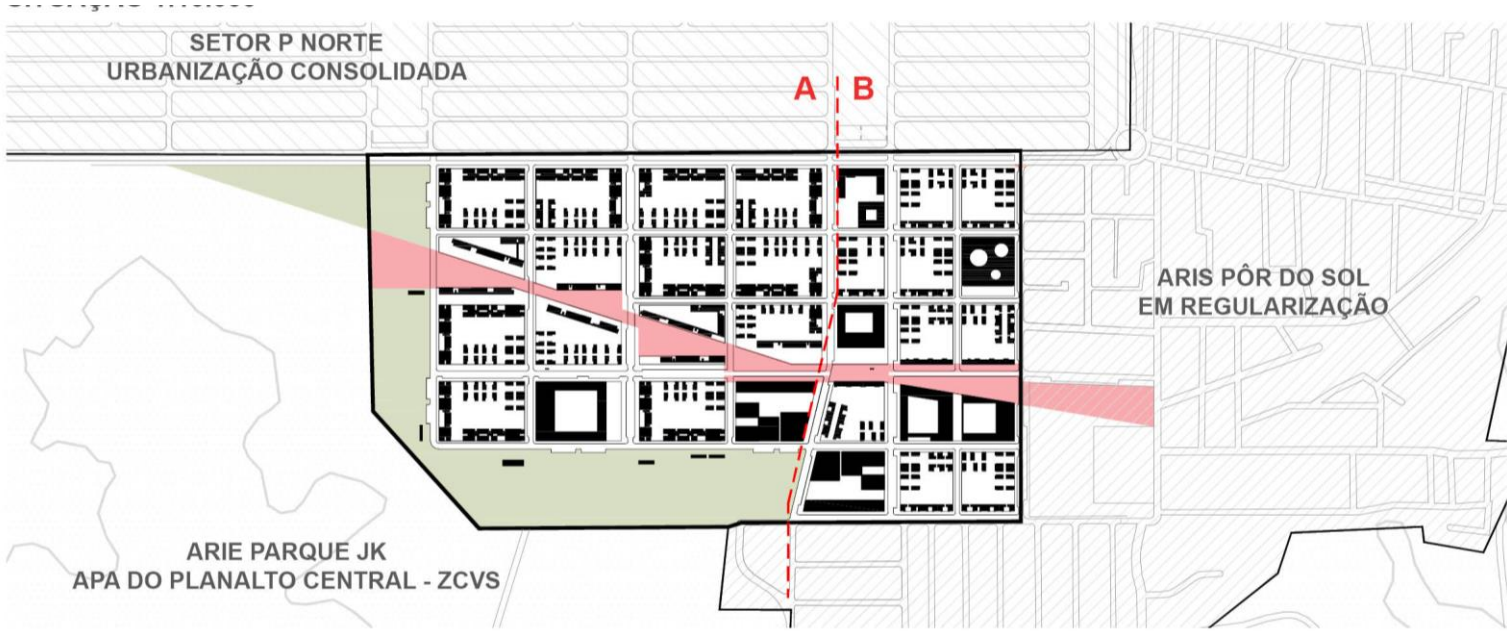 SETOR P NORTE
URBANIZAÇÃO CONSOLIDADA
A B
ARIS PÔR DO SOL
EM REGULARIZAÇÃO
ARIE PARQUE JK
APA DO PLANALTO CENTRAL - ZCVS